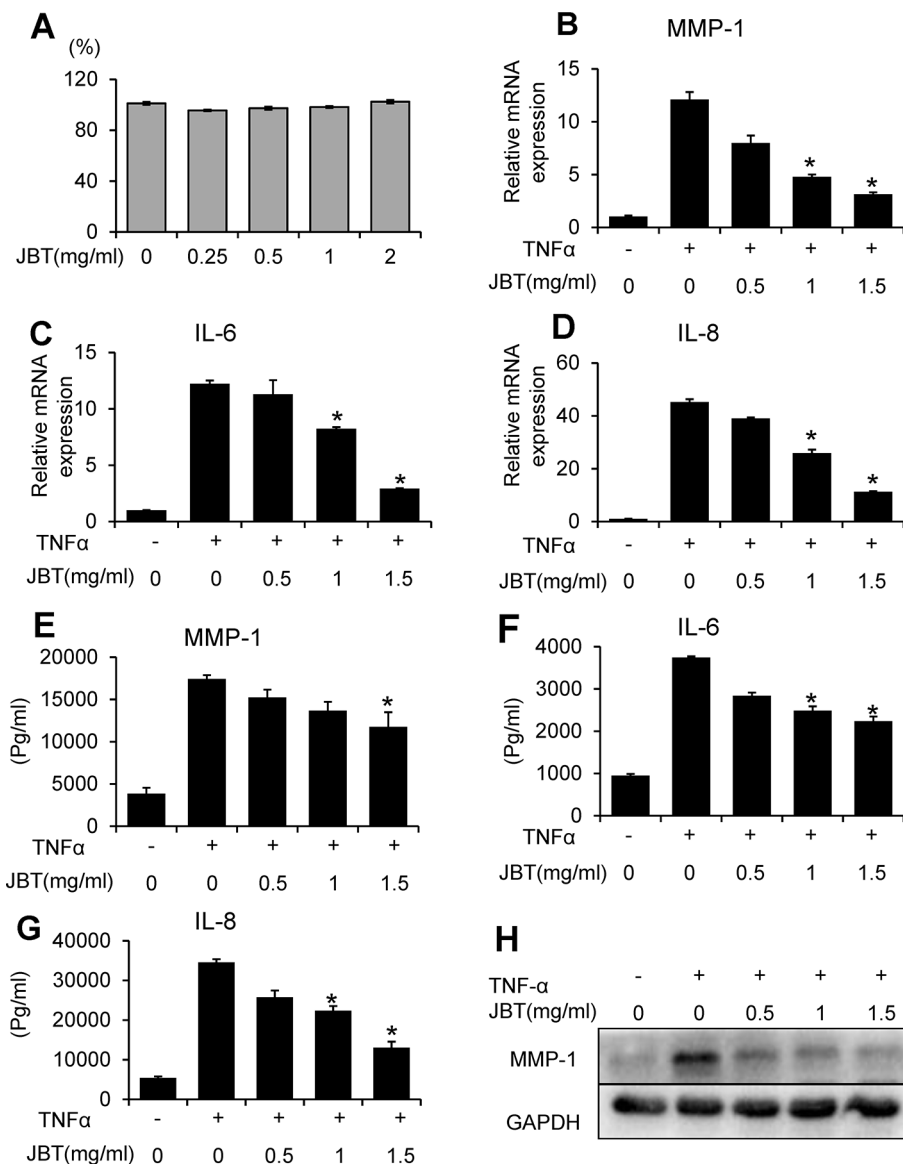 A
(%)
120
80
40
0
JBT(mg/ml) 0 0.25 0.5 1 2
B
MMP-1
Relative mRNA
expression
15
10
5
0
TNFα - + + + +
JBT(mg/ml) 0 0 0.5 1 1.5
* *
C
IL-6
Relative mRNA
expression
15
10
5
0
TNFα - + + + +
JBT(mg/ml) 0 0 0.5 1 1.5
* *
D
IL-8
Relative mRNA
expression
60
40
20
0
TNFα - + + + +
JBT(mg/ml) 0 0 0.5 1 1.5
* *
E
MMP-1
(Pg/ml)
20000
15000
10000
5000
0
TNFα - + + + +
JBT(mg/ml) 0 0 0.5 1 1.5
*
F
IL-6
(Pg/ml)
4000
3000
2000
1000
0
TNFα - + + + +
JBT(mg/ml) 0 0 0.5 1 1.5
* *
G
IL-8
(Pg/ml)
40000
30000
20000
10000
0
TNFα - + + + +
JBT(mg/ml) 0 0 0.5 1 1.5
* *
H
TNF-α - + + + +
JBT(mg/ml) 0 0 0.5 1 1.5
MMP-1
GAPDH